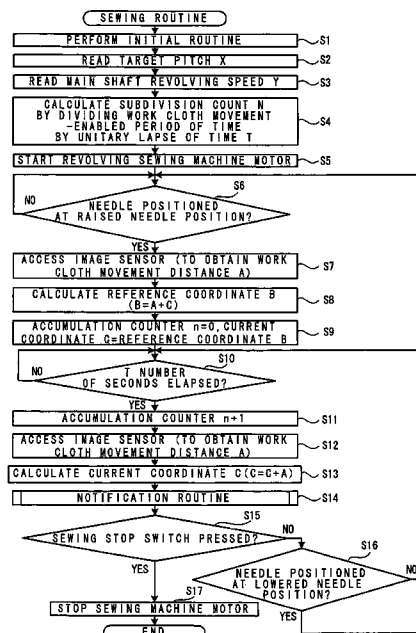 SEWING ROUTINE
PERFORM INITIAL ROUTINE
S1
READ TARGET PITCH X
S2
READ MAIN SHAFT REVOLVING SPEED Y
S3
CALCULATE SUBDIVISION COUNT N
BY DIVIDING WORK CLOTH MOVEMENT
-ENABLED PERIOD OF TIME
BY UNITARY LAPSE OF TIME T
S4
START REVOLVING SEWING MACHINE MOTOR
S5
S6
NO
NEEDLE POSITIONED
AT RAISED NEEDLE POSITION?
YES
ACCESS IMAGE SENSOR (TO OBTAIN WORK
CLOTH MOVEMENT DISTANCE A)
S7
CALCULATE REFERENCE COORDINATE B
(B=A+C)
S8
ACCUMULATION COUNTER n=0, CURRENT
COORDINATE C=REFERENCE COORDINATE B
S9
S10
NO
T NUMBER
OF SECONDS ELAPSED?
YES
ACCUMULATION COUNTER n+1
S11
ACCESS IMAGE SENSOR (TO OBTAIN WORK
CLOTH MOVEMENT DISTANCE A)
S12
CALCULATE CURRENT COORDINATE C(C=C+A)
S13
NOTIFICATION ROUTINE
S14
S15
SEWING STOP SWITCH PRESSED?
NO
S16
YES
NEEDLE POSITIONED
AT LOWERED NEEDLE
POSITION?
NO
S17
STOP SEWING MACHINE MOTOR
YES
END